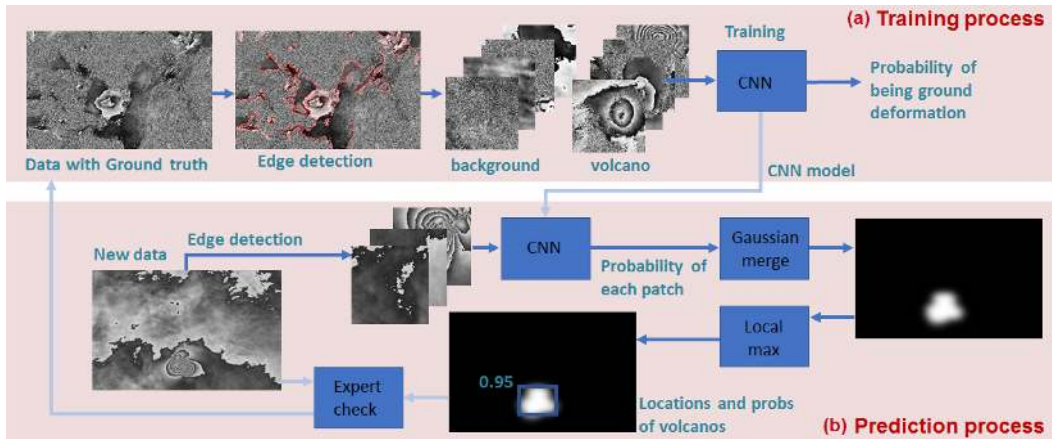 (a) Training process
Training
CNN
Probability of
being ground
deformation
Data with Ground truth
Edge detection
background
volcano
CNN model
New data
Edge detection
CNN
Probability of
each patch
Gaussian
merge
Local
max
0.95
Locations and probs
of volcanos
Expert
check
(b) Prediction process